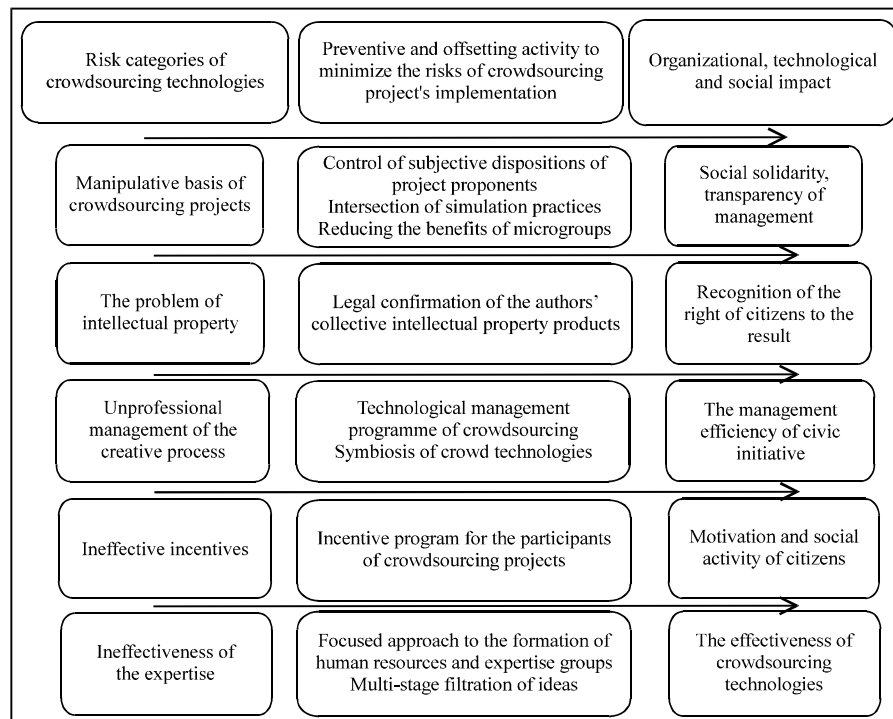 Risk categories of
crowdsourcing technologies
Preventive and offsetting activity to
minimize the risks of crowdsourcing
project's implementation
Organizational, technological
and social impact
Manipulative basis of
crowdsourcing projects
Control of subjective dispositions of
project proponents
Intersection of simulation practices
Reducing the benefits of microgroups
Social solidarity,
transparency of
management
The problem of
intellectual property
Legal confirmation of the authors’
collective intellectual property products
Recognition of the
right of citizens to the
result
Unprofessional
management of the
creative process
Technological management
programme of crowdsourcing
Symbiosis of crowd technologies
The management
efficiency of civic
initiative
Ineffective incentives
Incentive program for the participants
of crowdsourcing projects
Motivation and social
activity of citizens
Ineffectiveness of
the expertise
Focused approach to the formation of
human resources and expertise groups
Multi-stage filtration of ideas
The effectiveness of
crowdsourcing
technologies